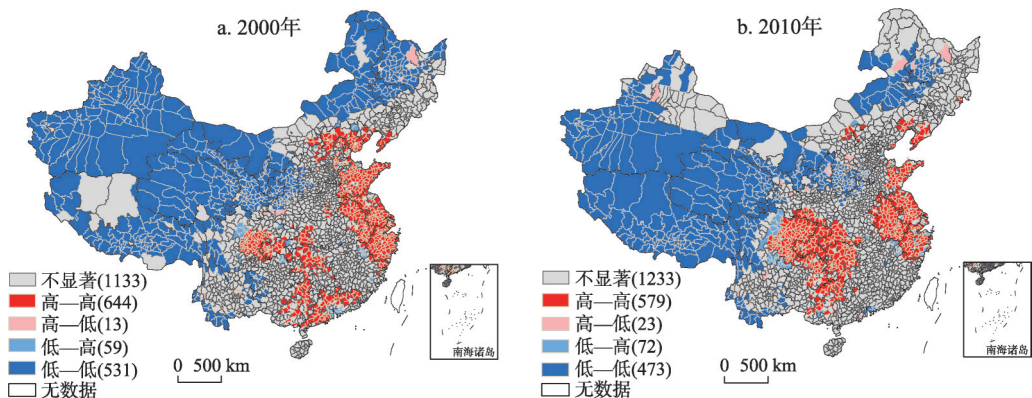 a. 2000年
不显著(1133)
高—高(644)
高—低(13)
低—高(59)
低—低(531)
无数据
0 500 km
南海诸岛
b. 2010年
不显著(1233)
高—高(579)
高—低(23)
低—高(72)
低—低(473)
无数据
0 500 km
南海诸岛